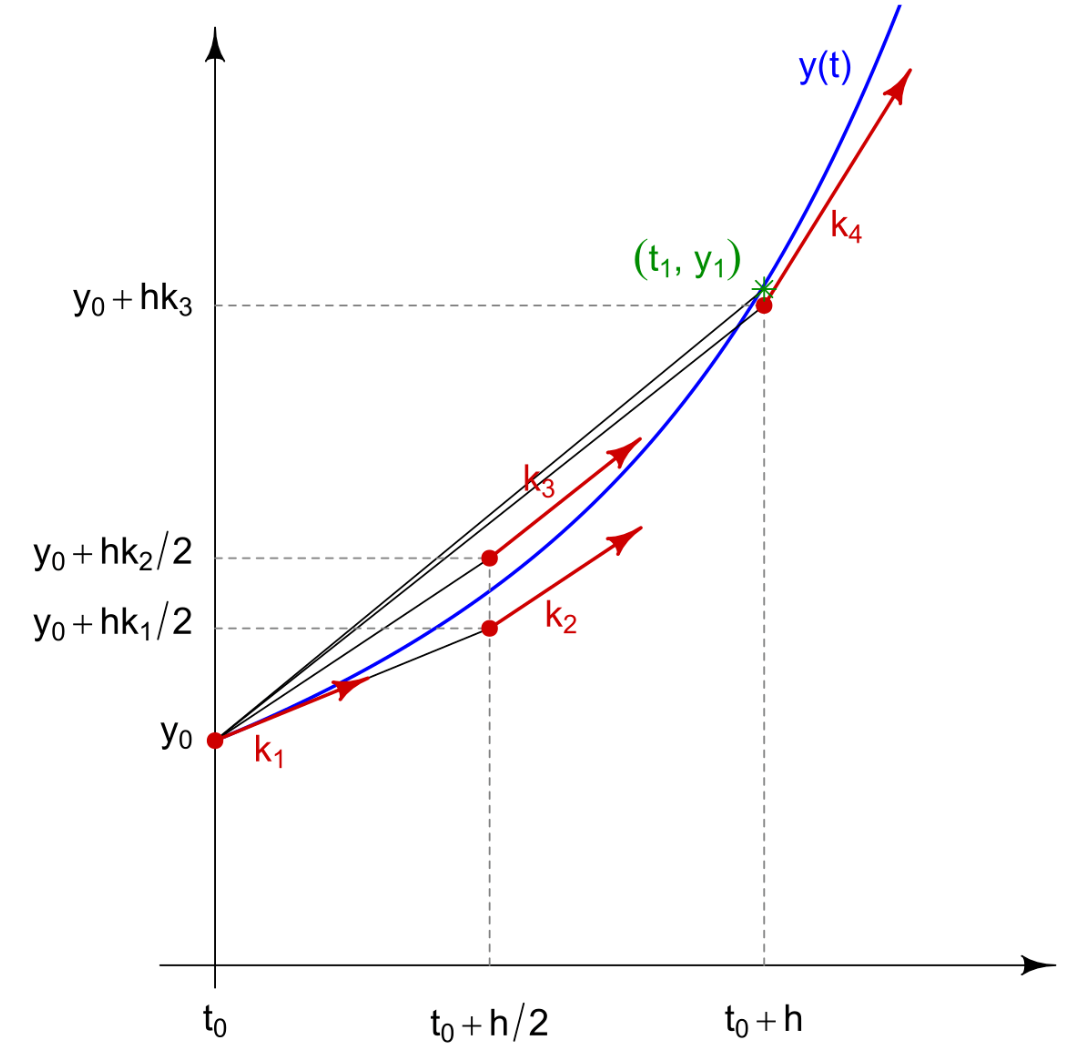 y(t)
k₄
(t₁, y₁)
y₀ + hk₃
k₃
y₀ + hk₂/2
k₂
y₀ + hk₁/2
y₀
k₁
t₀
t₀ + h/2
t₀ + h